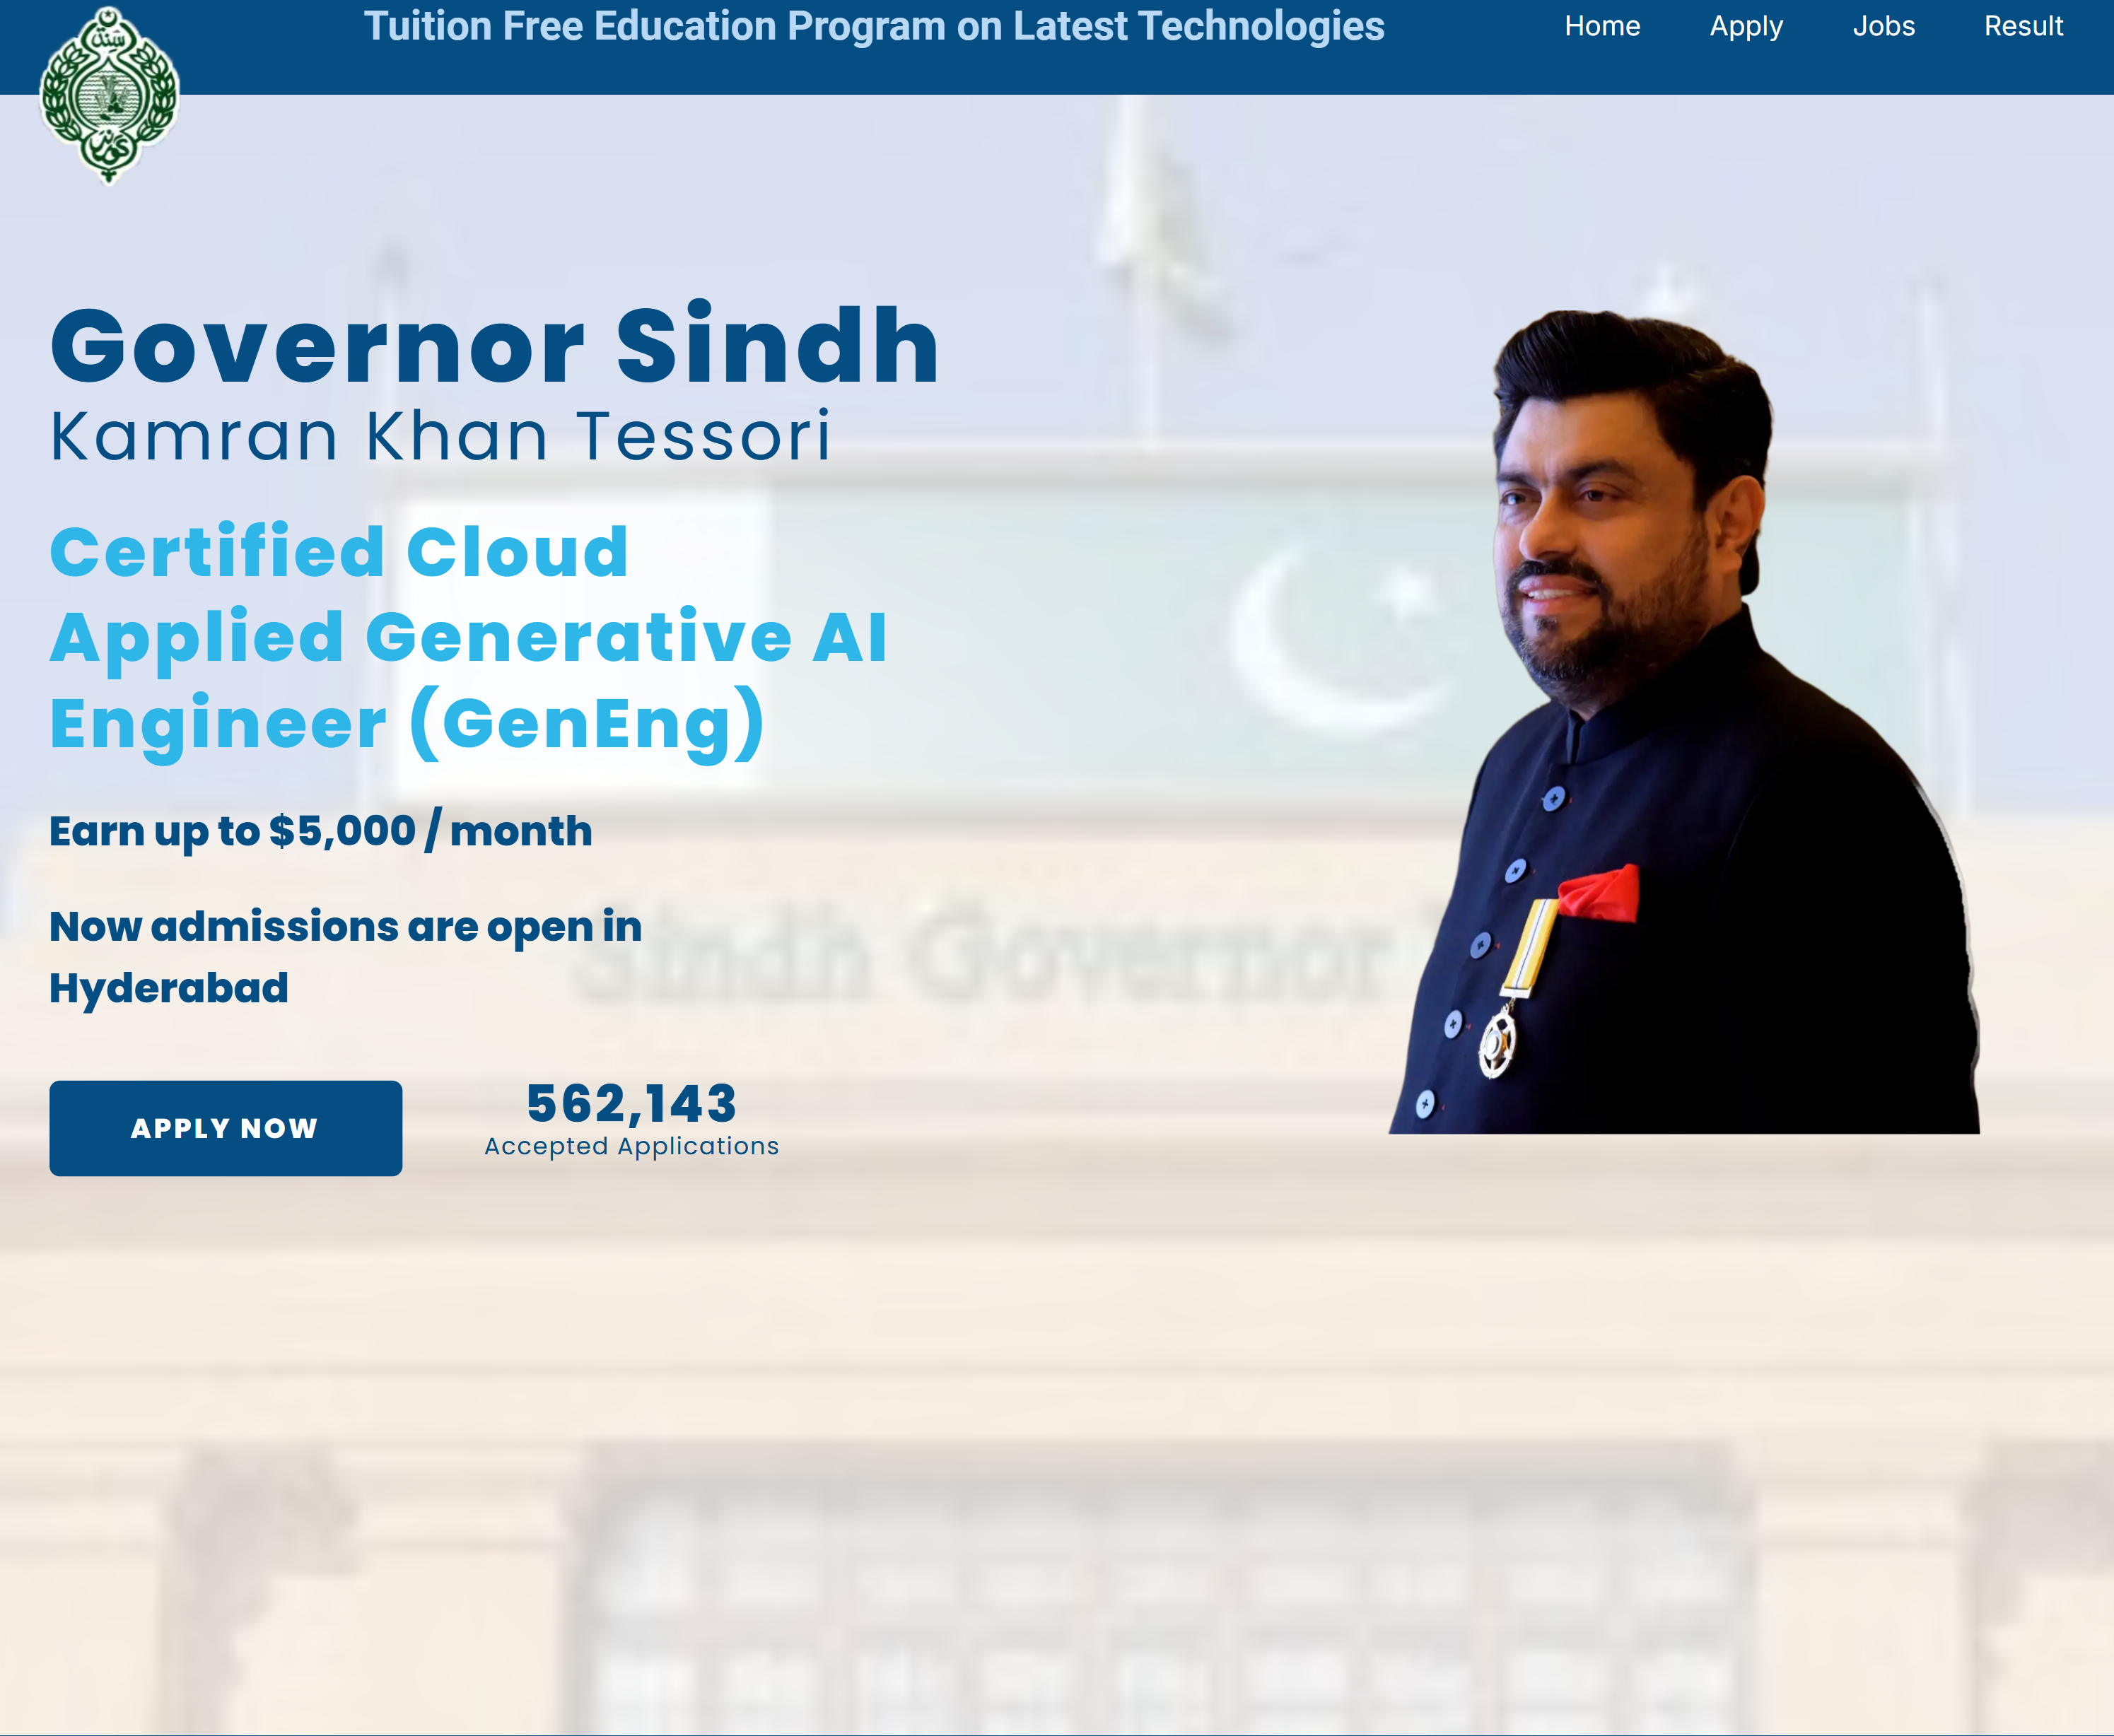 Tuition Free Education Program on Latest Technologies
Home
Apply
Jobs
Result
Governor Sindh
Kamran Khan Tessori
Certified Cloud
Applied Generative AI
Engineer (GenEng)
Earn up to $5,000 / month
Now admissions are open in
Hyderabad
Sindh Governor
APPLY NOW
562,143
Accepted Applications